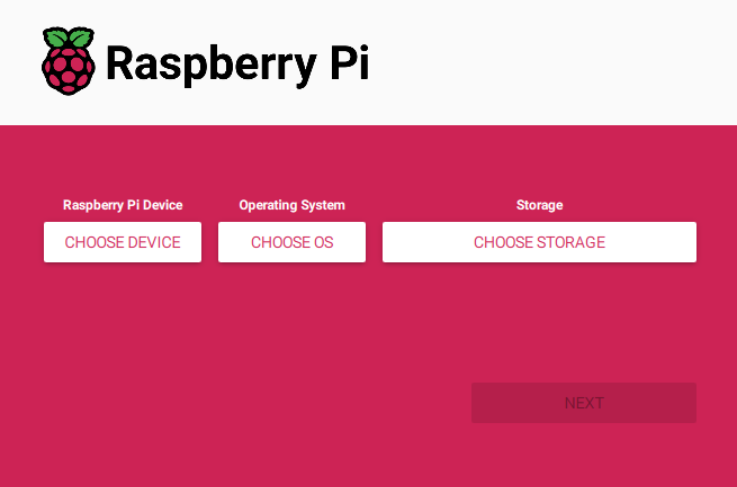 Raspberry Pi
Raspberry Pi Device
Operating System
Storage
CHOOSE DEVICE
CHOOSE OS
CHOOSE STORAGE
NEXT